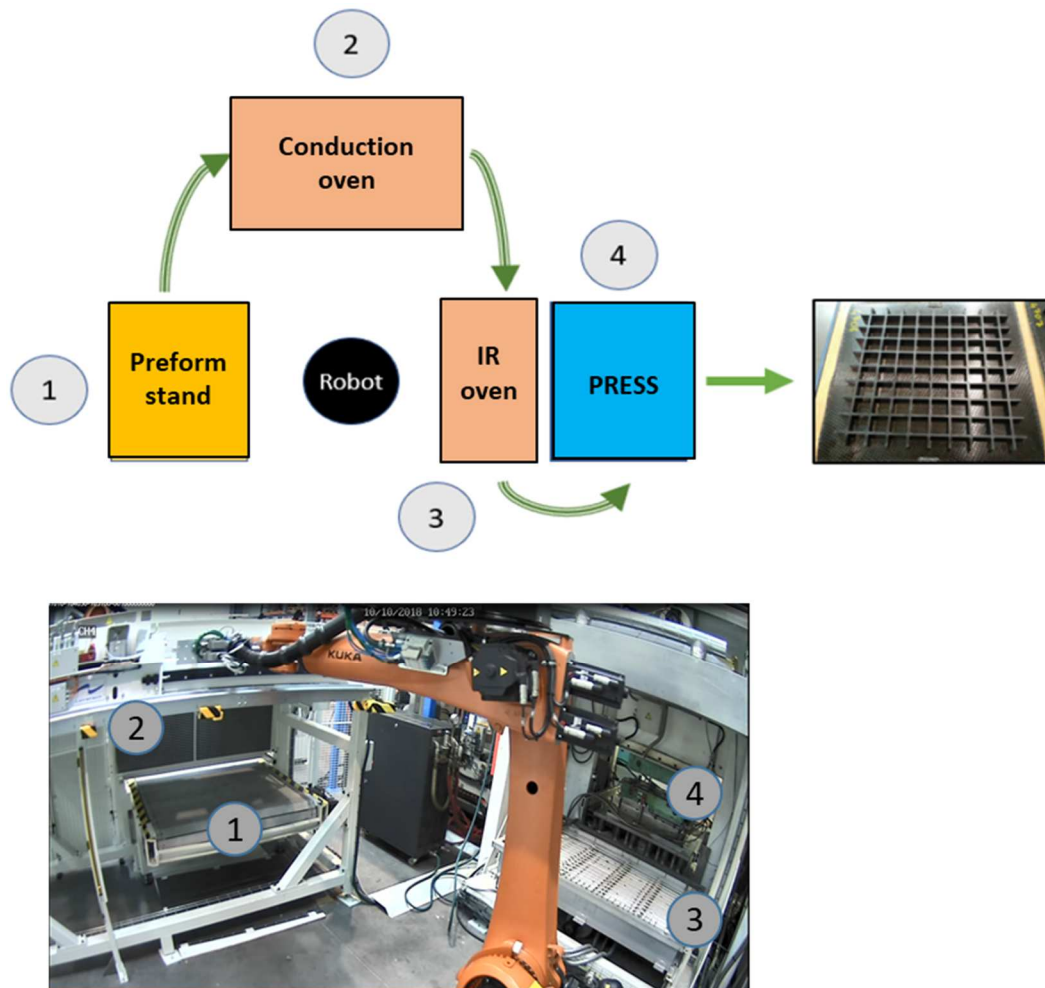 2
Conduction
oven
4
1
Preform
stand
Robot
IR
oven
PRESS
3
10/10/2018 10:49:23
KUKA
2
1
4
3